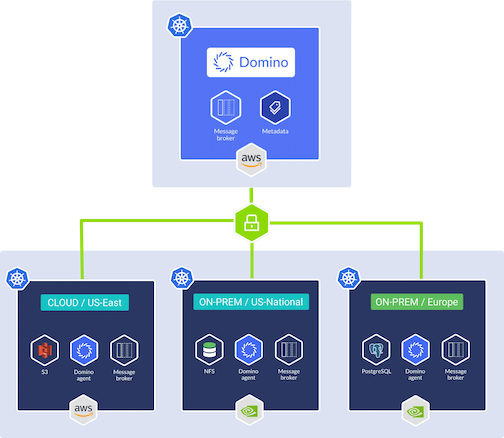 Domino
Message
broker
Metadata
aws
CLOUD / US-East
S3
Domino
agent
Message
broker
aws
ON-PREM / US-National
NFS
Domino
agent
Message
broker
ON-PREM / Europe
PostgreSQL
Domino
agent
Message
broker